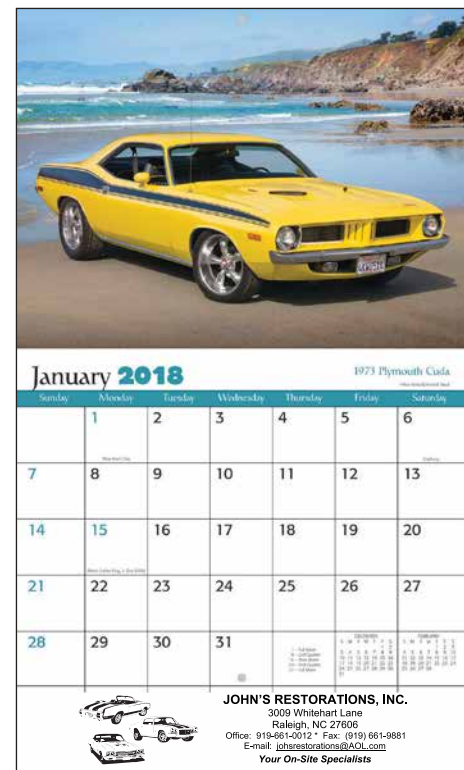 January 2018
1973 Plymouth Cuda
Sunday Monday Tuesday Wednesday Thursday Friday Saturday
1 2 3 4 5 6
New Year's Day
7 8 9 10 11 12 13
14 15 16 17 18 19 20
21 22 23 24 25 26 27
28 29 30 31
JOHN'S RESTORATIONS, INC.
3009 Whitehart Lane
Raleigh, NC 27606
Office: 919-661-0012 * Fax: (919) 661-9881
E-mail: johsrestorations@AOL.com
Your On-Site Specialists